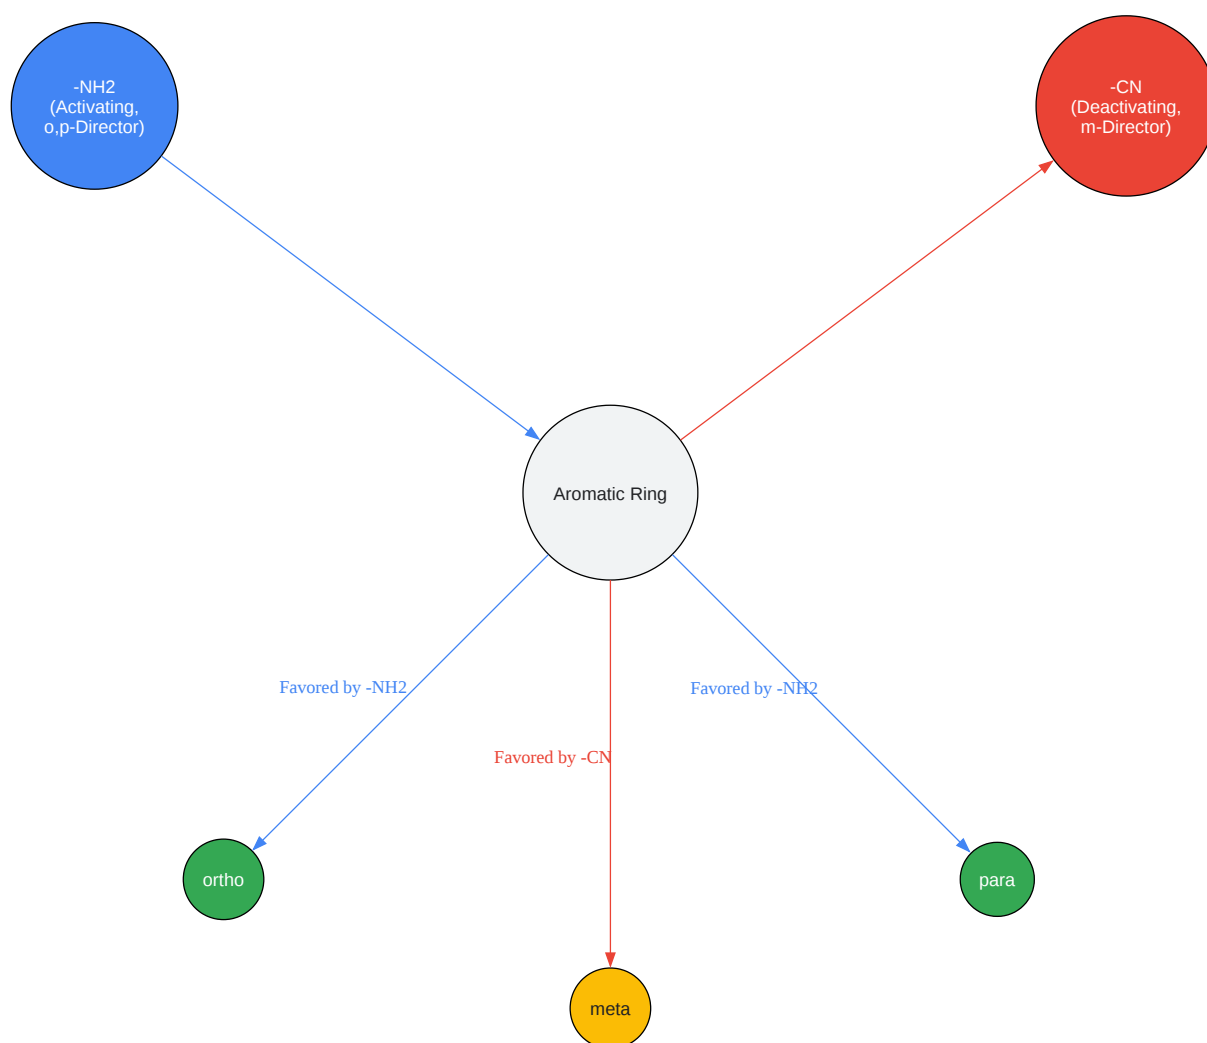 -NH2
(Activating,
o,p-Director)
-CN
(Deactivating,
m-Director)
Aromatic Ring
Favored by -NH2
Favored by -NH2
Favored by -CN
ortho
para
meta